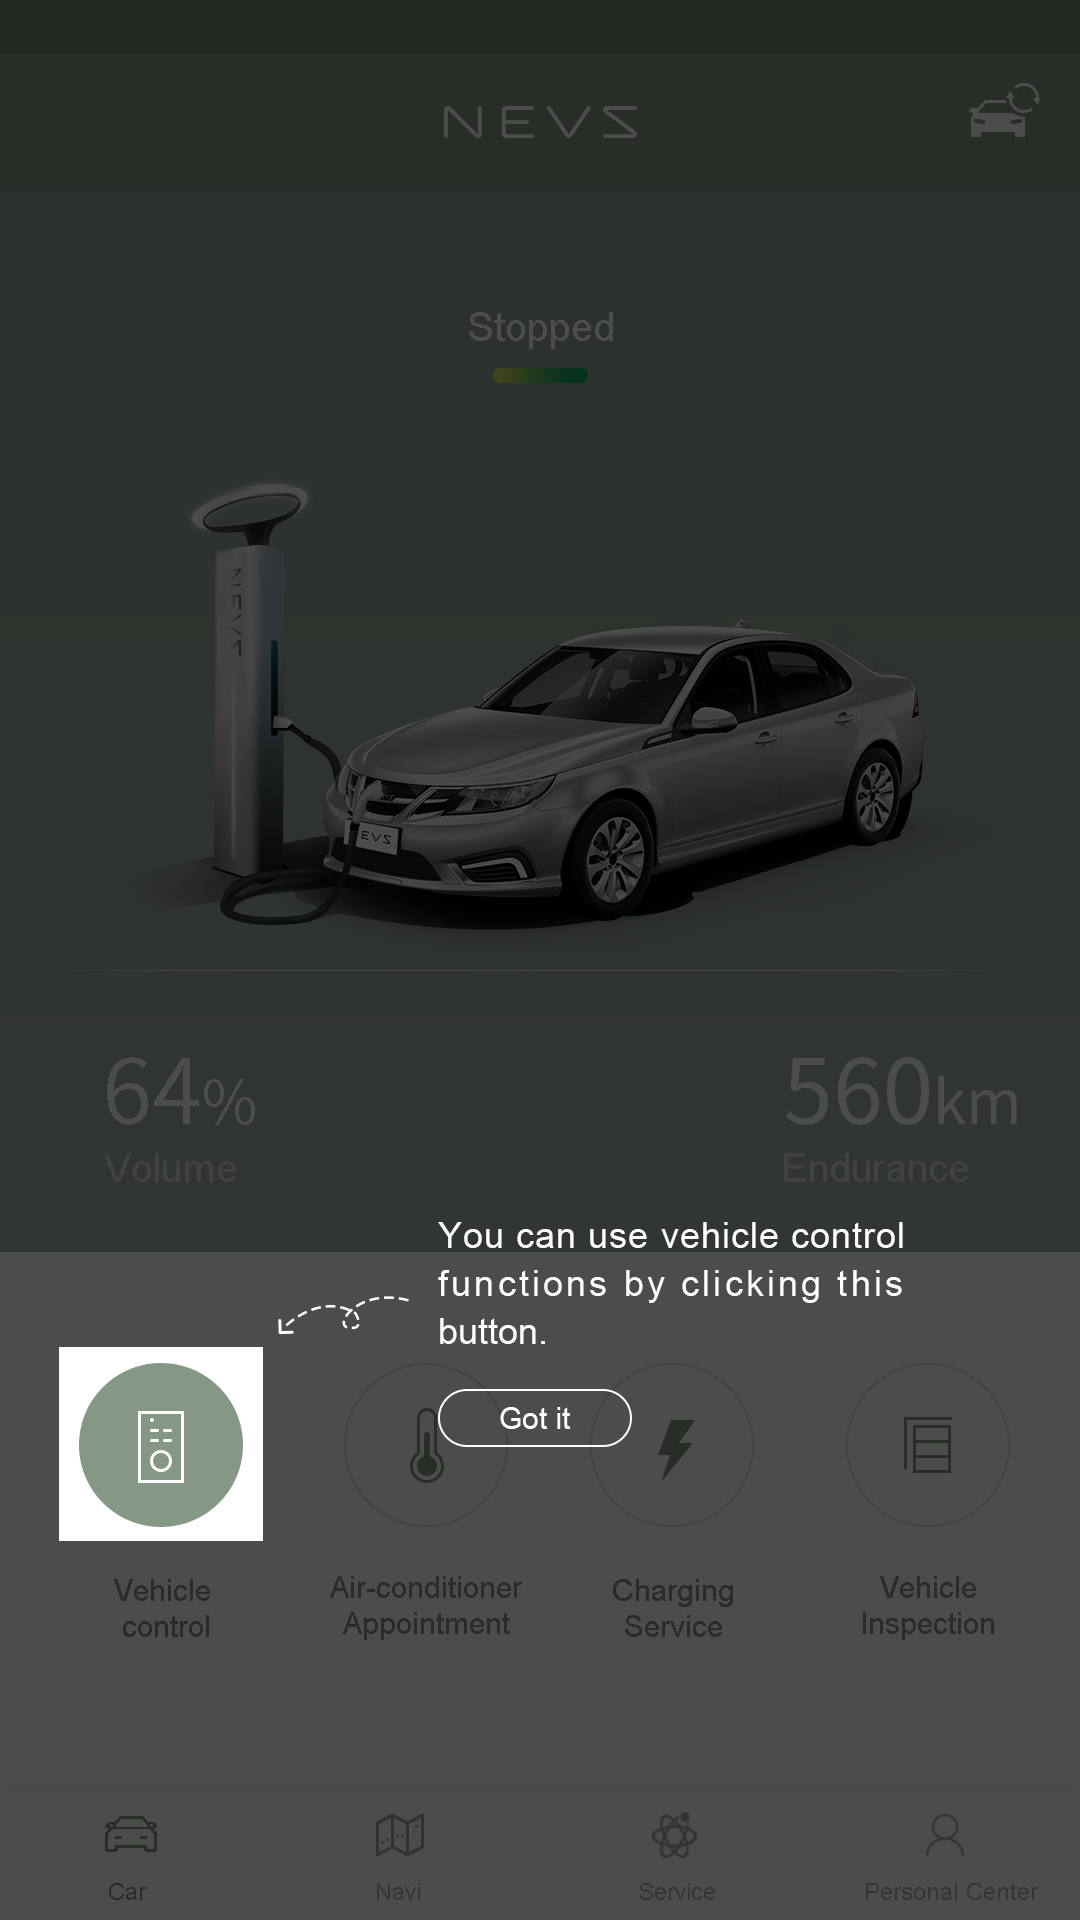 NEVS
Stopped
NEVS
EVS
64% 560km
Volume Endurance
You can use vehicle control
functions by clicking this
button.
Got it
Vehicle
control
Air-conditioner
Appointment
Charging
Service
Vehicle
Inspection
Car Navi Service Personal Center